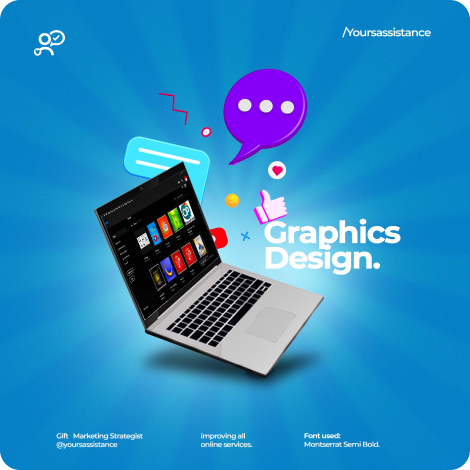 /Yoursassistance
Graphics
Design.
Gift Marketing Strategist
@yoursassistance
improving all
online services.
Font used:
Montserrat Semi Bold.